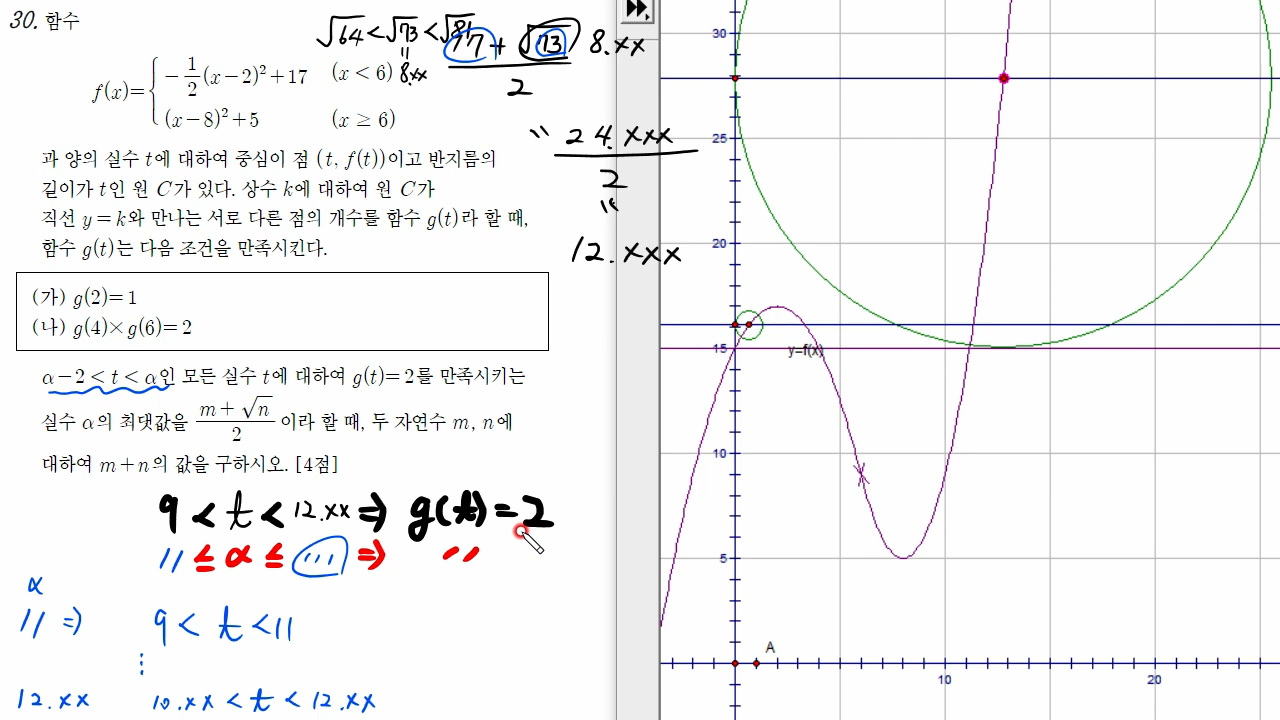 30. 함수
f(x)= { -1/2(x-2)²+17 (x<6)
(x-8)²+5 (x≥6)
과 양의 실수 t에 대하여 중심이 점 (t, f(t))이고 반지름의
길이가 t인 원 C가 있다. 상수 k에 대하여 원 C가
직선 y=k와 만나는 서로 다른 점의 개수를 함수 g(t)라 할 때,
함수 g(t)는 다음 조건을 만족시킨다.
(가) g(2)=1
(나) g(4)×g(6)=2
α-2<t<α인 모든 실수 t에 대하여 g(t)=2를 만족시키는
실수 α의 최댓값을 (m+√n)/2 이라 할 때, 두 자연수 m, n에
대하여 m+n의 값을 구하시오. [4점]
√64<√73<√81
"
8.xx
17+√73
2
8.xx
" 24.xxx
2
"
12.xxx
9<t<12.xx ⇒ g(t)=2
11≤α≤''' ⇒ ''
α
11 ⇒ 9<t<11
⋮
12.xx 10.xx<t<12.xx
30
25
20
15
10
5
y=f(x)
A
10
20